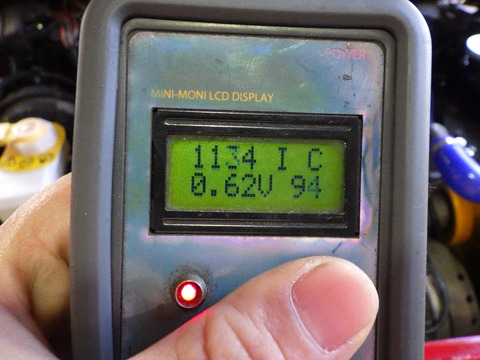 POWER
MINI-MONI LCD DISPLAY
1134 I C
0.62V 94